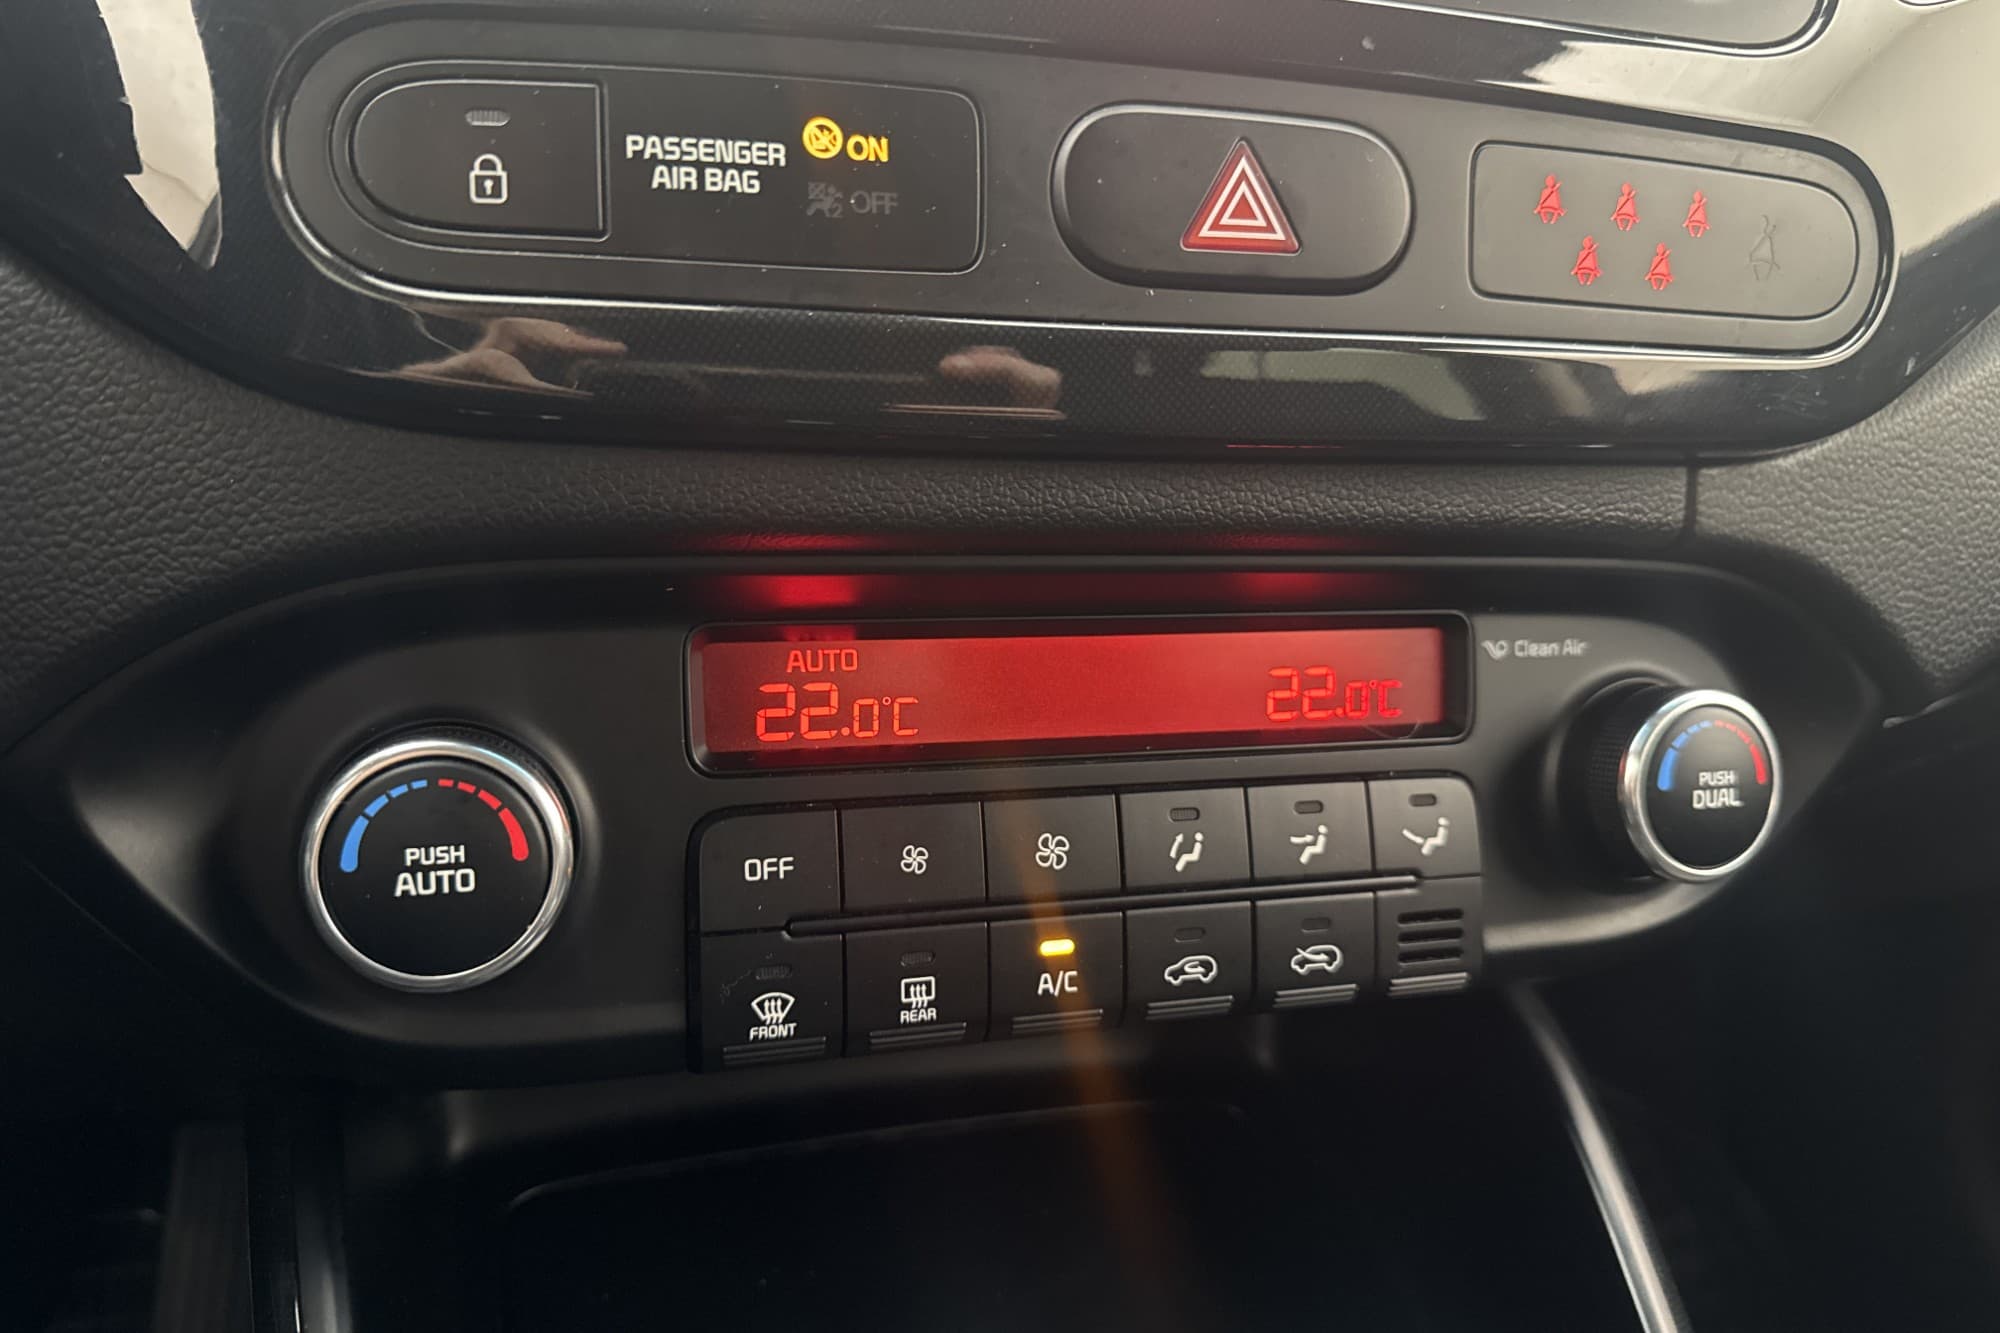 PASSENGER
AIR BAG
ON
OFF
AUTO
22.0°C
22.0°C
Clean Air
PUSH
AUTO
PUSH
DUAL
OFF
FRONT
REAR
A/C